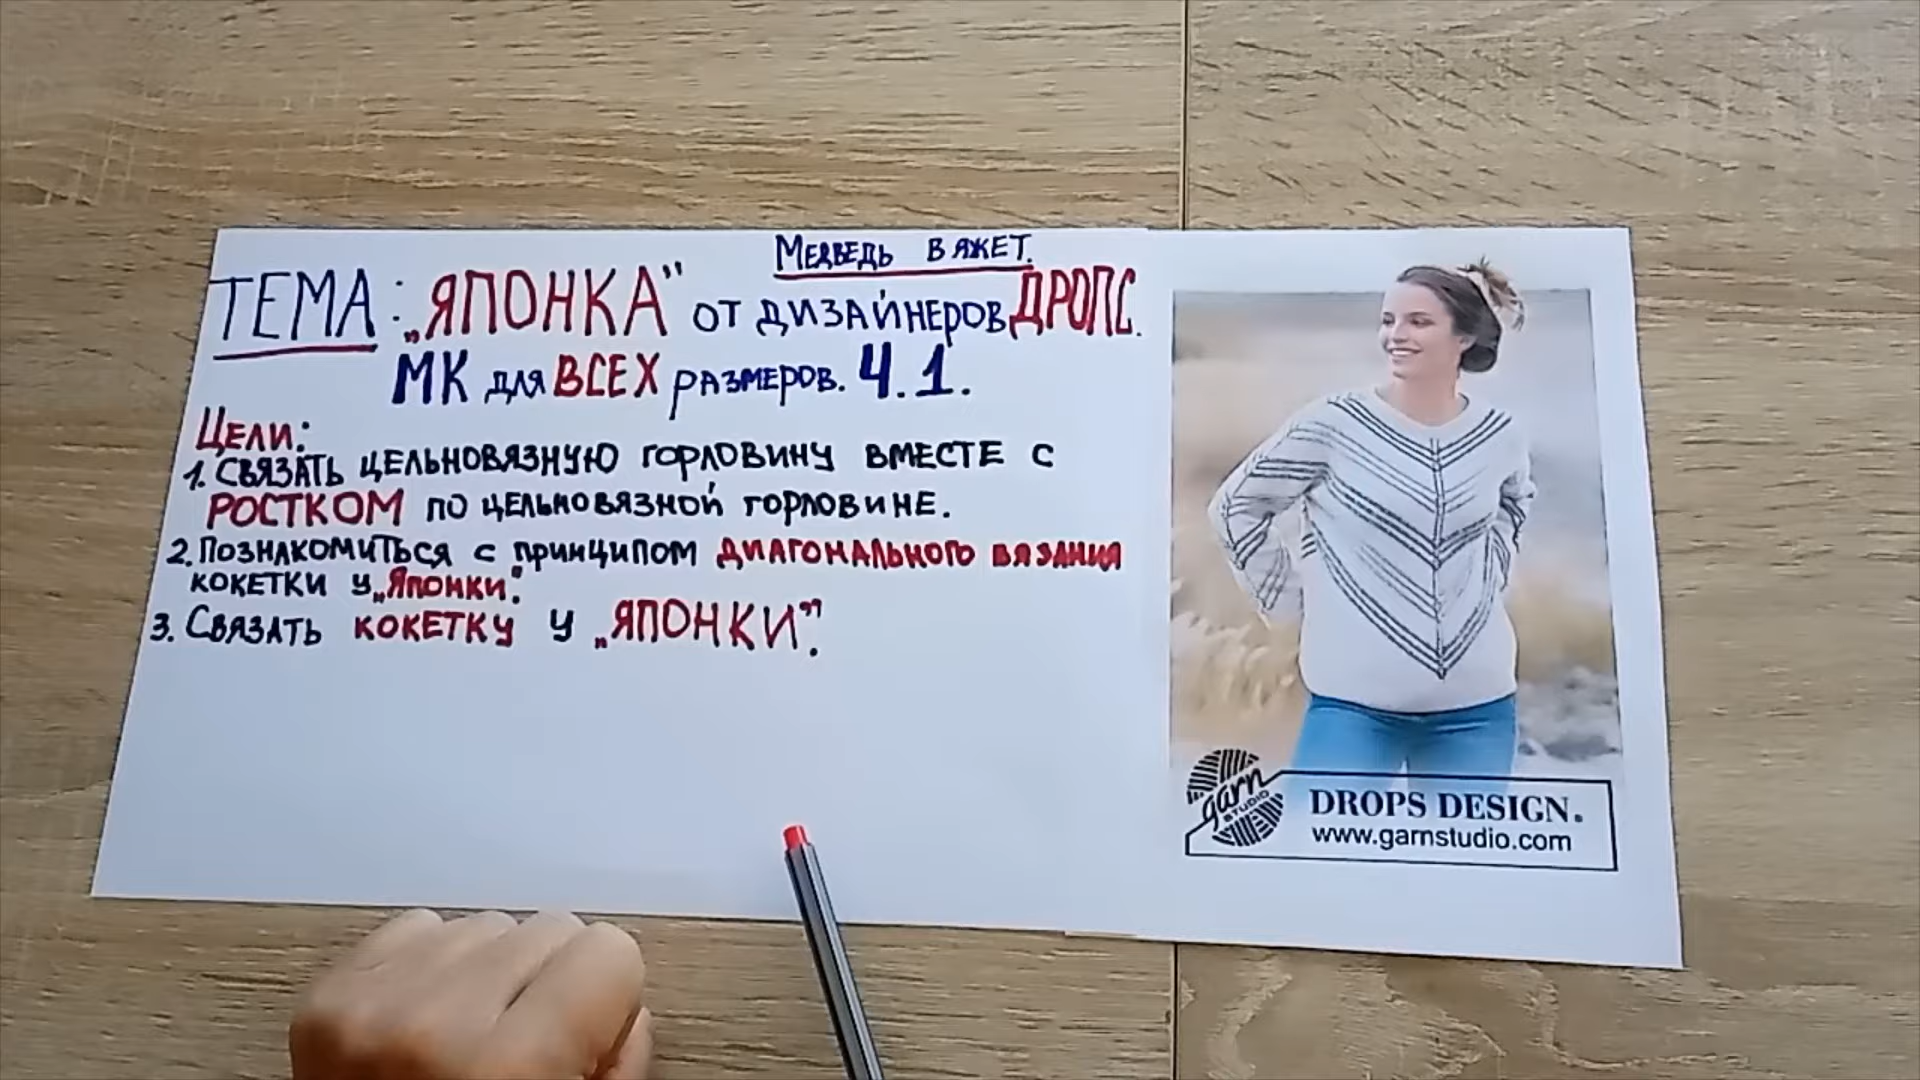 Медведь вяжет.
ТЕМА: „ЯПОНКА” от дизайнеров ДРОПС.
МК для ВСЕХ размеров. Ч.1.
Цели:
1. Связать цельновязную горловину вместе с
РОСТКОМ по цельновязной горловине.
2. Познакомиться с принципом диагонального вязания
кокетки у „Японки”.
3. Связать кокетку у „ЯПОНКИ”.
garn
STUDIO
DROPS DESIGN.
www.garnstudio.com